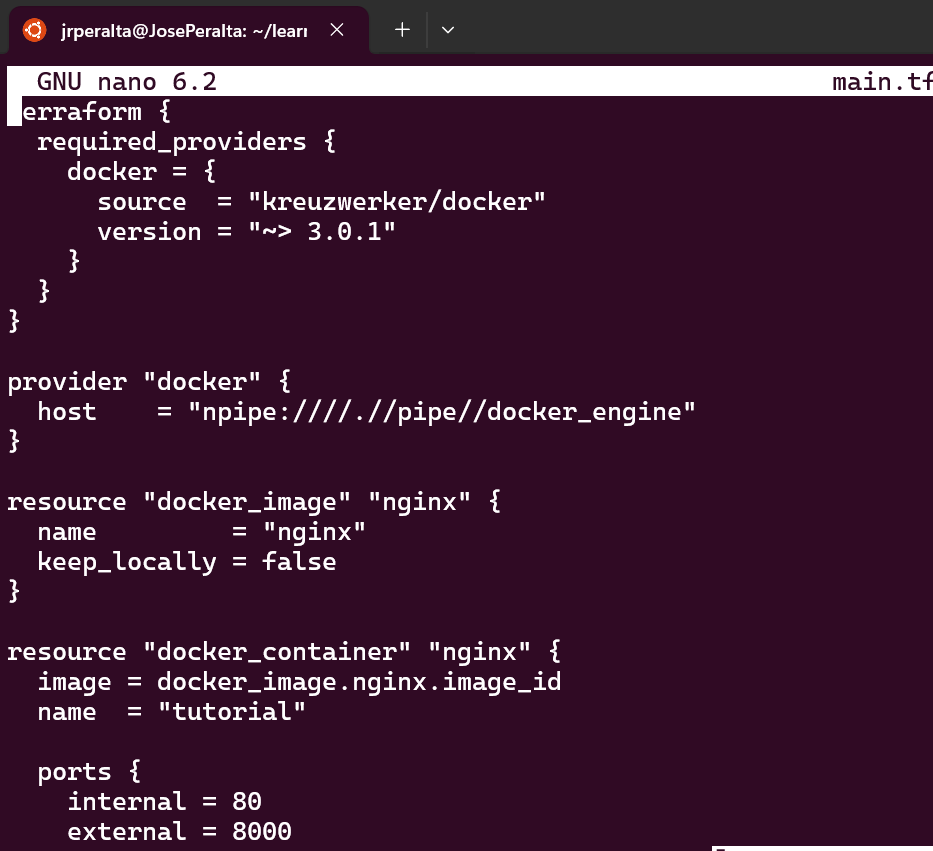 jrperalta@JosePeralta: ~/learn
GNU nano 6.2 main.tf
terraform {
  required_providers {
    docker = {
      source  = "kreuzwerker/docker"
      version = "~> 3.0.1"
    }
  }
}

provider "docker" {
  host    = "npipe:////.//pipe//docker_engine"
}

resource "docker_image" "nginx" {
  name         = "nginx"
  keep_locally = false
}

resource "docker_container" "nginx" {
  image = docker_image.nginx.image_id
  name  = "tutorial"

  ports {
    internal = 80
    external = 8000